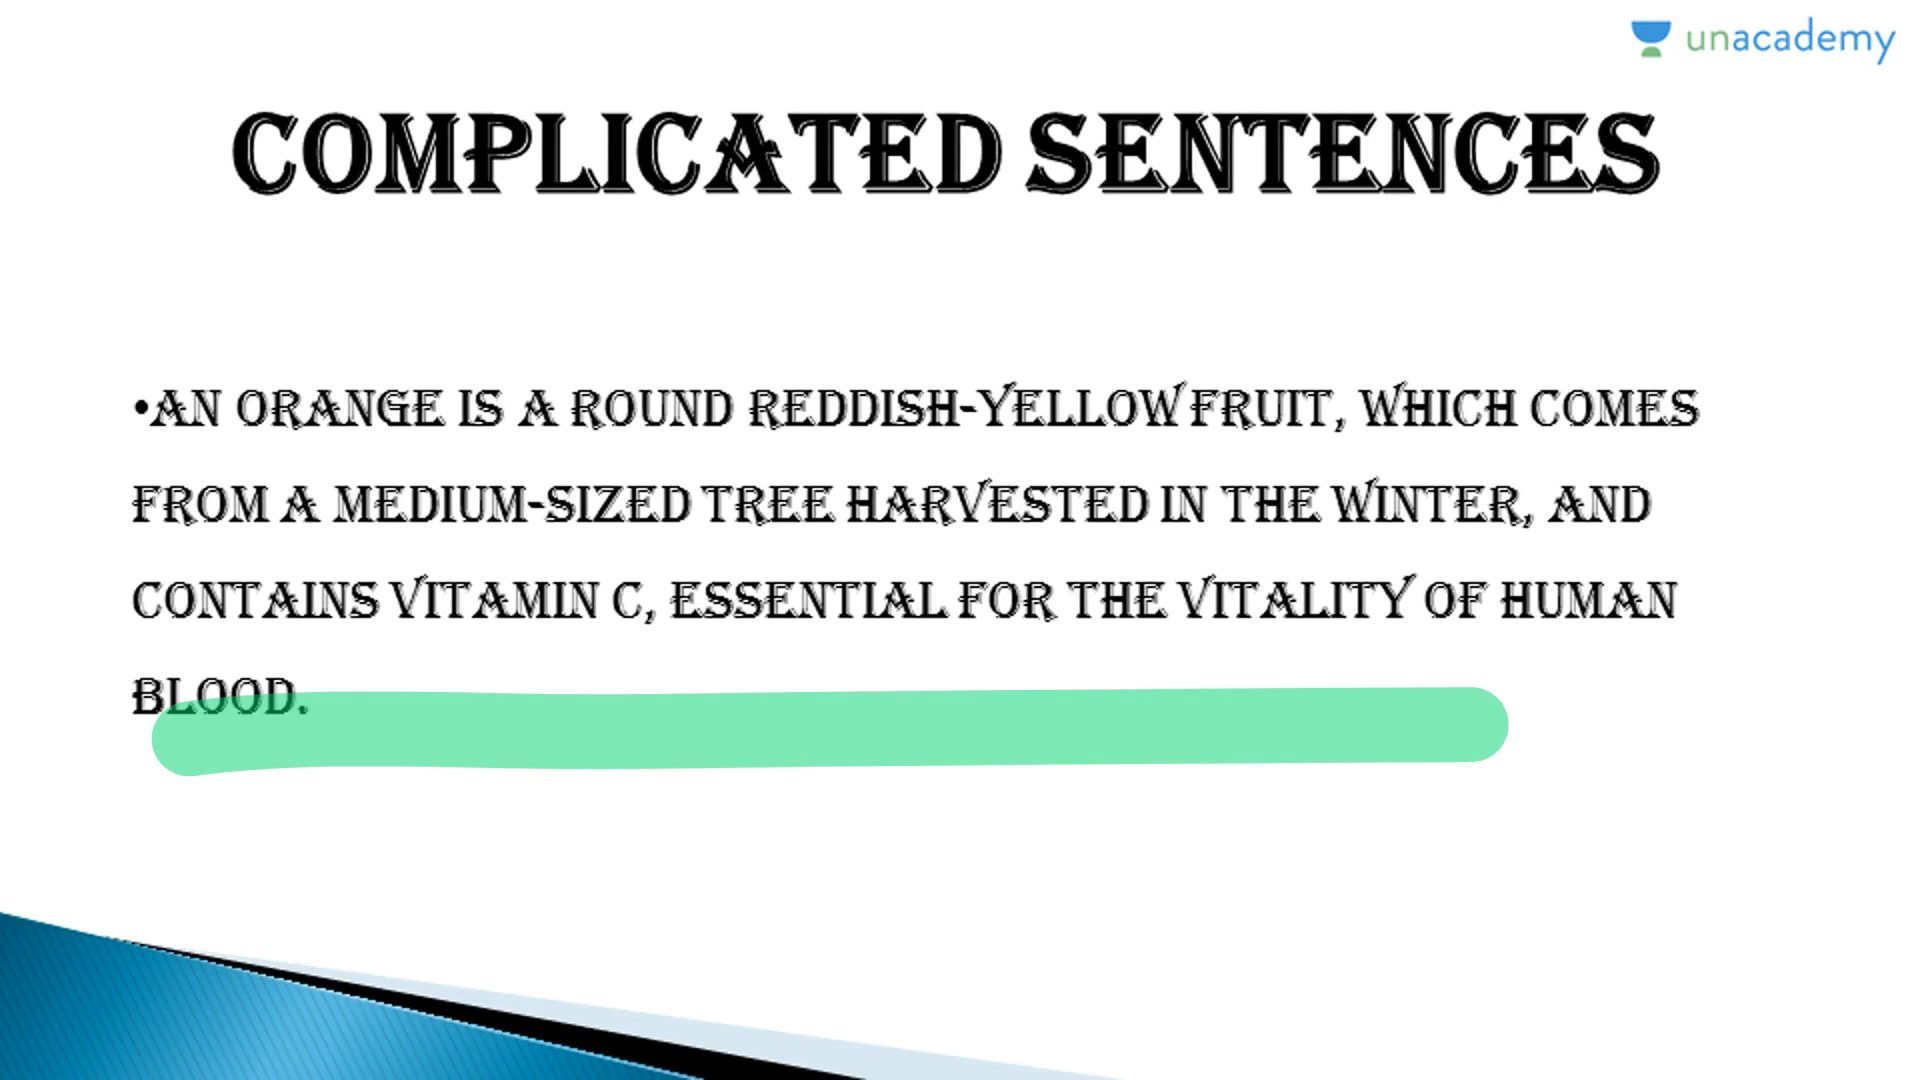 unacademy
COMPLICATED SENTENCES
•AN ORANGE IS A ROUND REDDISH-YELLOW FRUIT, WHICH COMES
FROM A MEDIUM-SIZED TREE HARVESTED IN THE WINTER, AND
CONTAINS VITAMIN C, ESSENTIAL FOR THE VITALITY OF HUMAN
BLOOD.